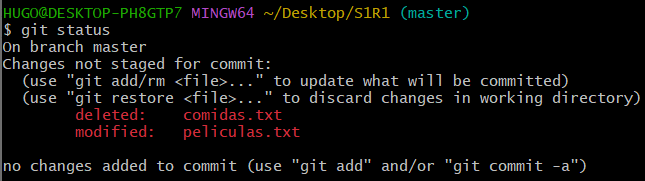 HUGO@DESKTOP-PH8GTP7 MINGW64 ~/Desktop/S1R1 (master)
$ git status
On branch master
Changes not staged for commit:
  (use "git add/rm <file>..." to update what will be committed)
  (use "git restore <file>..." to discard changes in working directory)
        deleted:    comidas.txt
        modified:   peliculas.txt

no changes added to commit (use "git add" and/or "git commit -a")